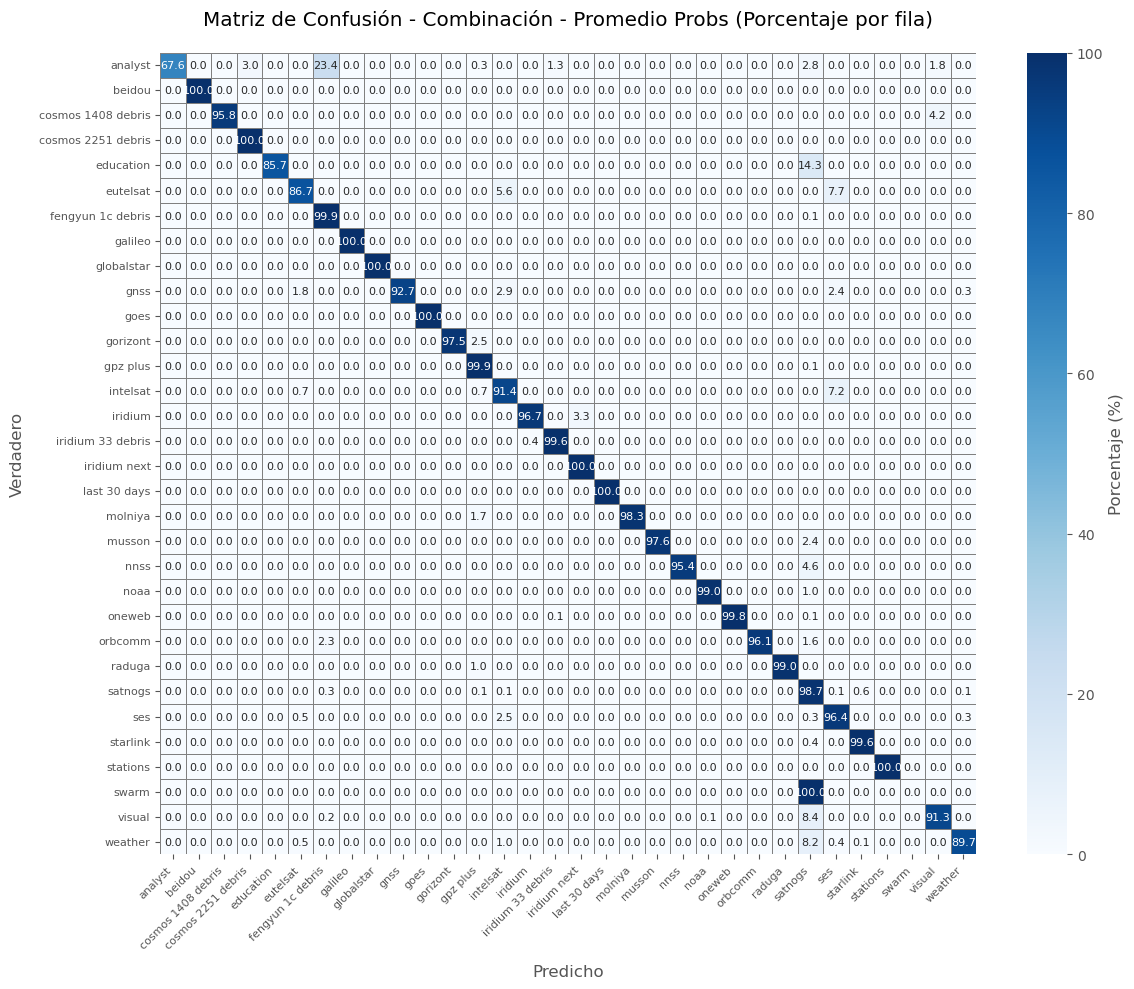 Matriz de Confusión - Combinación - Promedio Probs (Porcentaje por fila)
Verdadero
analyst 67.6 0.0 0.0 3.0 0.0 0.0 23.4 0.0 0.0 0.0 0.0 0.0 0.3 0.0 0.0 1.3 0.0 0.0 0.0 0.0 0.0 0.0 0.0 0.0 0.0 2.8 0.0 0.0 0.0 0.0 1.8 0.0
beidou 0.0 100.0 0.0 0.0 0.0 0.0 0.0 0.0 0.0 0.0 0.0 0.0 0.0 0.0 0.0 0.0 0.0 0.0 0.0 0.0 0.0 0.0 0.0 0.0 0.0 0.0 0.0 0.0 0.0 0.0 0.0 0.0
cosmos 1408 debris 0.0 0.0 95.8 0.0 0.0 0.0 0.0 0.0 0.0 0.0 0.0 0.0 0.0 0.0 0.0 0.0 0.0 0.0 0.0 0.0 0.0 0.0 0.0 0.0 0.0 0.0 0.0 0.0 0.0 0.0 4.2 0.0
cosmos 2251 debris 0.0 0.0 0.0 100.0 0.0 0.0 0.0 0.0 0.0 0.0 0.0 0.0 0.0 0.0 0.0 0.0 0.0 0.0 0.0 0.0 0.0 0.0 0.0 0.0 0.0 0.0 0.0 0.0 0.0 0.0 0.0 0.0
education 0.0 0.0 0.0 0.0 85.7 0.0 0.0 0.0 0.0 0.0 0.0 0.0 0.0 0.0 0.0 0.0 0.0 0.0 0.0 0.0 0.0 0.0 0.0 0.0 0.0 14.3 0.0 0.0 0.0 0.0 0.0 0.0
eutelsat 0.0 0.0 0.0 0.0 0.0 86.7 0.0 0.0 0.0 0.0 0.0 0.0 0.0 5.6 0.0 0.0 0.0 0.0 0.0 0.0 0.0 0.0 0.0 0.0 0.0 0.0 7.7 0.0 0.0 0.0 0.0 0.0
fengyun 1c debris 0.0 0.0 0.0 0.0 0.0 0.0 99.9 0.0 0.0 0.0 0.0 0.0 0.0 0.0 0.0 0.0 0.0 0.0 0.0 0.0 0.0 0.0 0.0 0.0 0.0 0.1 0.0 0.0 0.0 0.0 0.0 0.0
galileo 0.0 0.0 0.0 0.0 0.0 0.0 0.0 100.0 0.0 0.0 0.0 0.0 0.0 0.0 0.0 0.0 0.0 0.0 0.0 0.0 0.0 0.0 0.0 0.0 0.0 0.0 0.0 0.0 0.0 0.0 0.0 0.0
globalstar 0.0 0.0 0.0 0.0 0.0 0.0 0.0 0.0 100.0 0.0 0.0 0.0 0.0 0.0 0.0 0.0 0.0 0.0 0.0 0.0 0.0 0.0 0.0 0.0 0.0 0.0 0.0 0.0 0.0 0.0 0.0 0.0
gnss 0.0 0.0 0.0 0.0 0.0 1.8 0.0 0.0 0.0 92.7 0.0 0.0 0.0 2.9 0.0 0.0 0.0 0.0 0.0 0.0 0.0 0.0 0.0 0.0 0.0 0.0 2.4 0.0 0.0 0.0 0.0 0.3
goes 0.0 0.0 0.0 0.0 0.0 0.0 0.0 0.0 0.0 0.0 100.0 0.0 0.0 0.0 0.0 0.0 0.0 0.0 0.0 0.0 0.0 0.0 0.0 0.0 0.0 0.0 0.0 0.0 0.0 0.0 0.0 0.0
gorizont 0.0 0.0 0.0 0.0 0.0 0.0 0.0 0.0 0.0 0.0 0.0 97.5 2.5 0.0 0.0 0.0 0.0 0.0 0.0 0.0 0.0 0.0 0.0 0.0 0.0 0.0 0.0 0.0 0.0 0.0 0.0 0.0
gpz plus 0.0 0.0 0.0 0.0 0.0 0.0 0.0 0.0 0.0 0.0 0.0 0.0 99.9 0.0 0.0 0.0 0.0 0.0 0.0 0.0 0.0 0.0 0.0 0.0 0.0 0.1 0.0 0.0 0.0 0.0 0.0 0.0
intelsat 0.0 0.0 0.0 0.0 0.0 0.7 0.0 0.0 0.0 0.0 0.0 0.0 0.7 91.4 0.0 0.0 0.0 0.0 0.0 0.0 0.0 0.0 0.0 0.0 0.0 0.0 7.2 0.0 0.0 0.0 0.0 0.0
iridium 0.0 0.0 0.0 0.0 0.0 0.0 0.0 0.0 0.0 0.0 0.0 0.0 0.0 0.0 96.7 0.0 3.3 0.0 0.0 0.0 0.0 0.0 0.0 0.0 0.0 0.0 0.0 0.0 0.0 0.0 0.0 0.0
iridium 33 debris 0.0 0.0 0.0 0.0 0.0 0.0 0.0 0.0 0.0 0.0 0.0 0.0 0.0 0.0 0.4 99.6 0.0 0.0 0.0 0.0 0.0 0.0 0.0 0.0 0.0 0.0 0.0 0.0 0.0 0.0 0.0 0.0
iridium next 0.0 0.0 0.0 0.0 0.0 0.0 0.0 0.0 0.0 0.0 0.0 0.0 0.0 0.0 0.0 0.0 100.0 0.0 0.0 0.0 0.0 0.0 0.0 0.0 0.0 0.0 0.0 0.0 0.0 0.0 0.0 0.0
last 30 days 0.0 0.0 0.0 0.0 0.0 0.0 0.0 0.0 0.0 0.0 0.0 0.0 0.0 0.0 0.0 0.0 0.0 100.0 0.0 0.0 0.0 0.0 0.0 0.0 0.0 0.0 0.0 0.0 0.0 0.0 0.0 0.0
molniya 0.0 0.0 0.0 0.0 0.0 0.0 0.0 0.0 0.0 0.0 0.0 0.0 1.7 0.0 0.0 0.0 0.0 0.0 98.3 0.0 0.0 0.0 0.0 0.0 0.0 0.0 0.0 0.0 0.0 0.0 0.0 0.0
musson 0.0 0.0 0.0 0.0 0.0 0.0 0.0 0.0 0.0 0.0 0.0 0.0 0.0 0.0 0.0 0.0 0.0 0.0 0.0 97.6 0.0 0.0 0.0 0.0 0.0 2.4 0.0 0.0 0.0 0.0 0.0 0.0
nnss 0.0 0.0 0.0 0.0 0.0 0.0 0.0 0.0 0.0 0.0 0.0 0.0 0.0 0.0 0.0 0.0 0.0 0.0 0.0 0.0 95.4 0.0 0.0 0.0 0.0 4.6 0.0 0.0 0.0 0.0 0.0 0.0
noaa 0.0 0.0 0.0 0.0 0.0 0.0 0.0 0.0 0.0 0.0 0.0 0.0 0.0 0.0 0.0 0.0 0.0 0.0 0.0 0.0 0.0 99.0 0.0 0.0 0.0 1.0 0.0 0.0 0.0 0.0 0.0 0.0
oneweb 0.0 0.0 0.0 0.0 0.0 0.0 0.0 0.0 0.0 0.0 0.0 0.0 0.0 0.0 0.0 0.1 0.0 0.0 0.0 0.0 0.0 0.0 99.8 0.0 0.0 0.1 0.0 0.0 0.0 0.0 0.0 0.0
orbcomm 0.0 0.0 0.0 0.0 0.0 0.0 2.3 0.0 0.0 0.0 0.0 0.0 0.0 0.0 0.0 0.0 0.0 0.0 0.0 0.0 0.0 0.0 0.0 96.1 0.0 1.6 0.0 0.0 0.0 0.0 0.0 0.0
raduga 0.0 0.0 0.0 0.0 0.0 0.0 0.0 0.0 0.0 0.0 0.0 0.0 1.0 0.0 0.0 0.0 0.0 0.0 0.0 0.0 0.0 0.0 0.0 0.0 99.0 0.0 0.0 0.0 0.0 0.0 0.0 0.0
satnogs 0.0 0.0 0.0 0.0 0.0 0.0 0.3 0.0 0.0 0.0 0.0 0.0 0.1 0.1 0.0 0.0 0.0 0.0 0.0 0.0 0.0 0.0 0.0 0.0 0.0 98.7 0.1 0.6 0.0 0.0 0.0 0.1
ses 0.0 0.0 0.0 0.0 0.0 0.5 0.0 0.0 0.0 0.0 0.0 0.0 0.0 2.5 0.0 0.0 0.0 0.0 0.0 0.0 0.0 0.0 0.0 0.0 0.0 0.3 96.4 0.0 0.0 0.0 0.0 0.3
starlink 0.0 0.0 0.0 0.0 0.0 0.0 0.0 0.0 0.0 0.0 0.0 0.0 0.0 0.0 0.0 0.0 0.0 0.0 0.0 0.0 0.0 0.0 0.0 0.0 0.0 0.4 0.0 99.6 0.0 0.0 0.0 0.0
stations 0.0 0.0 0.0 0.0 0.0 0.0 0.0 0.0 0.0 0.0 0.0 0.0 0.0 0.0 0.0 0.0 0.0 0.0 0.0 0.0 0.0 0.0 0.0 0.0 0.0 0.0 0.0 0.0 100.0 0.0 0.0 0.0
swarm 0.0 0.0 0.0 0.0 0.0 0.0 0.0 0.0 0.0 0.0 0.0 0.0 0.0 0.0 0.0 0.0 0.0 0.0 0.0 0.0 0.0 0.0 0.0 0.0 0.0 100.0 0.0 0.0 0.0 0.0 0.0 0.0
visual 0.0 0.0 0.0 0.0 0.0 0.0 0.2 0.0 0.0 0.0 0.0 0.0 0.0 0.0 0.0 0.0 0.0 0.0 0.0 0.0 0.0 0.1 0.0 0.0 0.0 8.4 0.0 0.0 0.0 0.0 91.3 0.0
weather 0.0 0.0 0.0 0.0 0.0 0.5 0.0 0.0 0.0 0.0 0.0 0.0 0.0 1.0 0.0 0.0 0.0 0.0 0.0 0.0 0.0 0.0 0.0 0.0 0.0 8.2 0.4 0.1 0.0 0.0 0.0 89.7
analyst
beidou
cosmos 1408 debris
cosmos 2251 debris
education
eutelsat
fengyun 1c debris
galileo
globalstar
gnss
goes
gorizont
gpz plus
intelsat
iridium
iridium 33 debris
iridium next
last 30 days
molniya
musson
nnss
noaa
oneweb
orbcomm
raduga
satnogs
ses
starlink
stations
swarm
visual
weather
Predicho
100
80
60
40
20
0
Porcentaje (%)